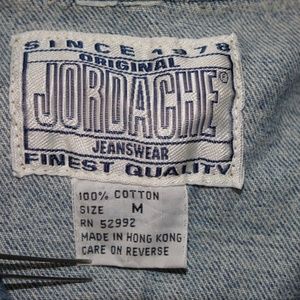 SINCE 1978
ORIGINAL
JORDACHE®
JEANSWEAR
FINEST QUALITY
100% COTTON
SIZE M
RN 52992
MADE IN HONG KONG
CARE ON REVERSE